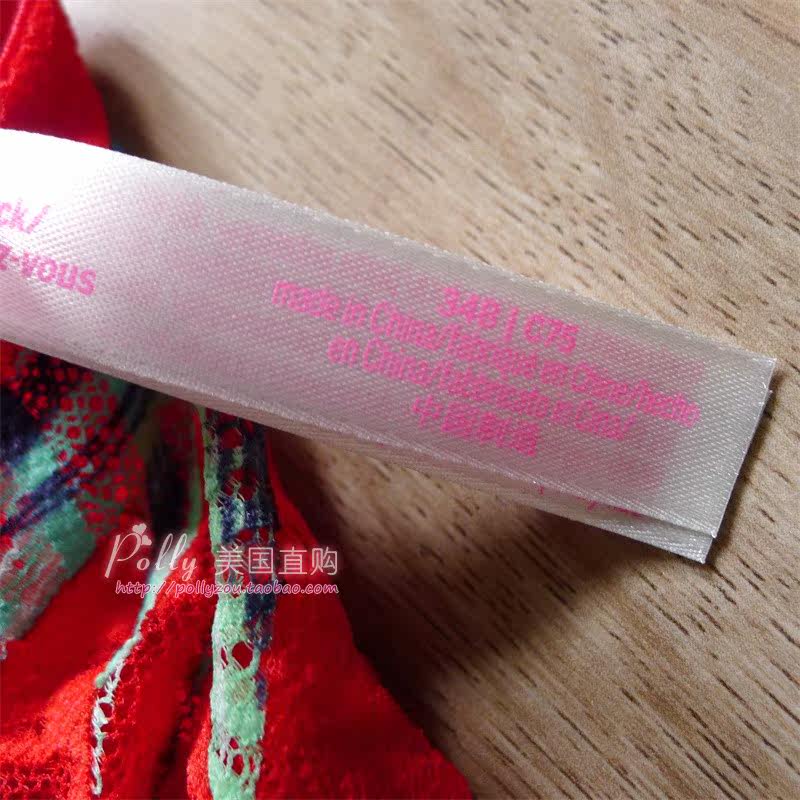 ck/
z-vous
34B | C75
made in China/fabriqué en Chine/hecho
en China/fabbricato in Cina/
中国制造
Polly 美国直购
http://pollyzou.taobao.com